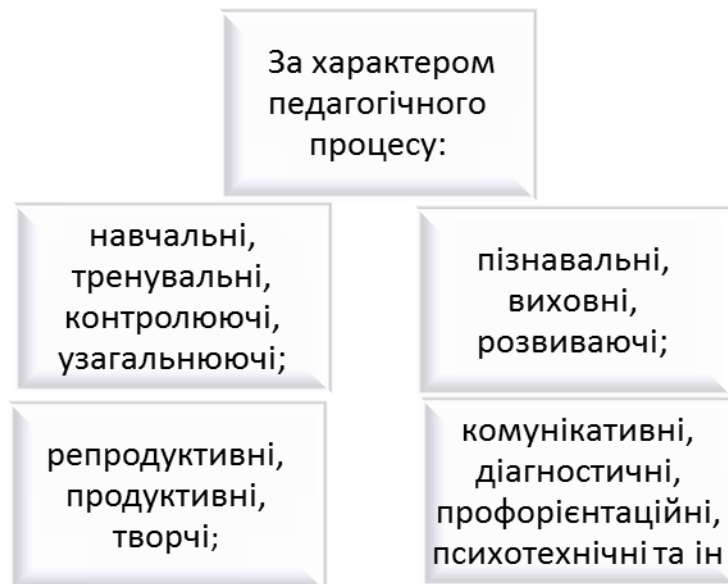 За характером
педагогічного
процесу:
навчальні,
тренувальні,
контролюючі,
узагальнюючі;
пізнавальні,
виховні,
розвиваючі;
репродуктивні,
продуктивні,
творчі;
комунікативні,
діагностичні,
профорієнтаційні,
психотехнічні та ін